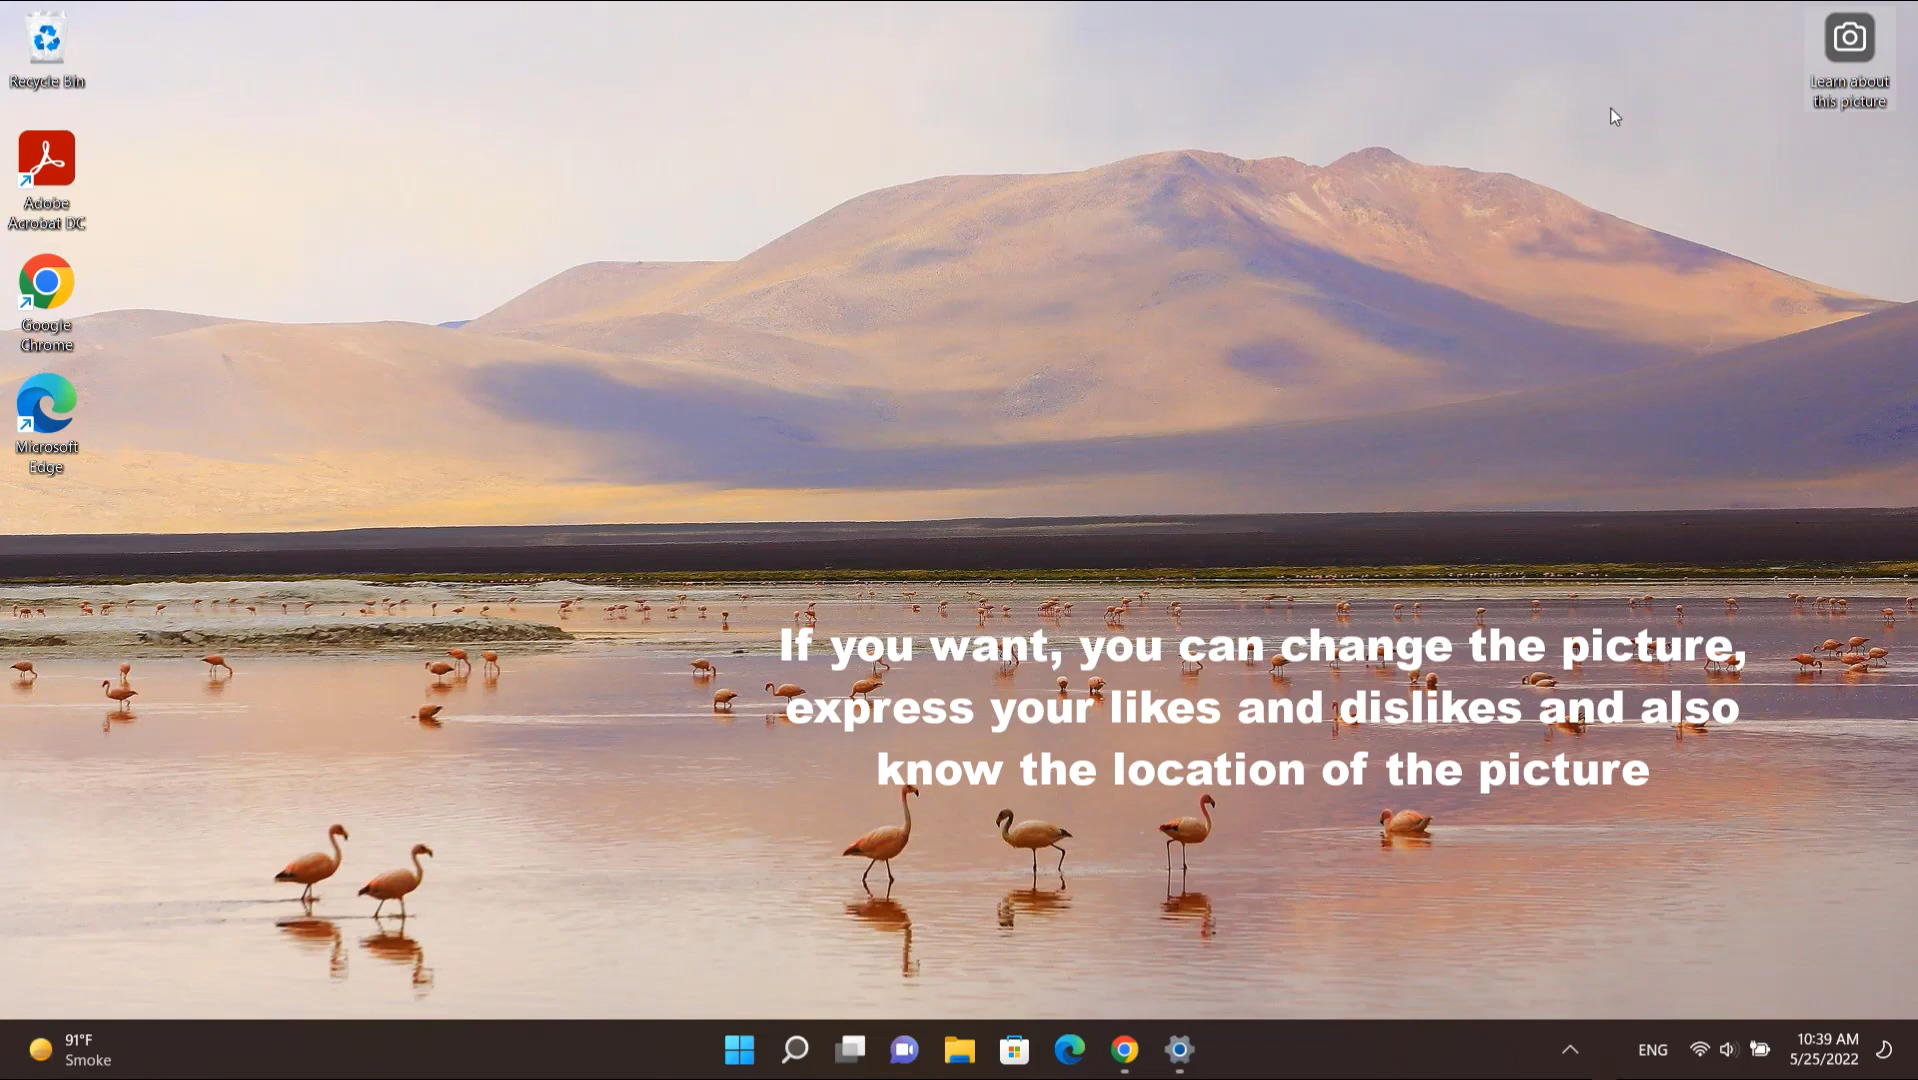 Recycle Bin
Adobe
Acrobat DC
Google
Chrome
Microsoft
Edge
Learn about
this picture
If you want, you can change the picture,
express your likes and dislikes and also
know the location of the picture
91°F
Smoke
ENG
10:39 AM
5/25/2022